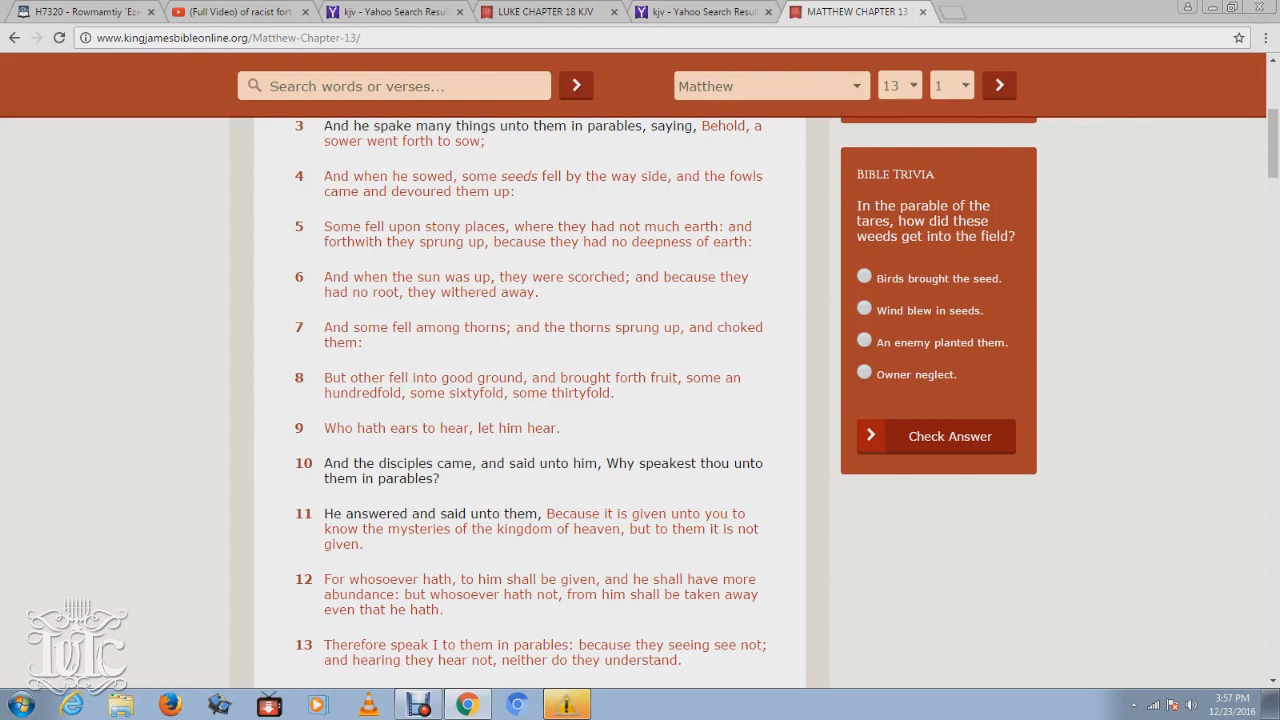 H7320 - Rowmamtiy 'Eze
(Full Video) of racist fort
kjv - Yahoo Search Resul
LUKE CHAPTER 18 KJV
kjv - Yahoo Search Resul
MATTHEW CHAPTER 13
www.kingjamesbibleonline.org/Matthew-Chapter-13/
Search words or verses...
Matthew
13
1
3 And he spake many things unto them in parables, saying, Behold, a
sower went forth to sow;
4 And when he sowed, some seeds fell by the way side, and the fowls
came and devoured them up:
5 Some fell upon stony places, where they had not much earth: and
forthwith they sprung up, because they had no deepness of earth:
6 And when the sun was up, they were scorched; and because they
had no root, they withered away.
7 And some fell among thorns; and the thorns sprung up, and choked
them:
8 But other fell into good ground, and brought forth fruit, some an
hundredfold, some sixtyfold, some thirtyfold.
9 Who hath ears to hear, let him hear.
10 And the disciples came, and said unto him, Why speakest thou unto
them in parables?
11 He answered and said unto them, Because it is given unto you to
know the mysteries of the kingdom of heaven, but to them it is not
given.
12 For whosoever hath, to him shall be given, and he shall have more
abundance: but whosoever hath not, from him shall be taken away
even that he hath.
13 Therefore speak I to them in parables: because they seeing see not;
and hearing they hear not, neither do they understand.
BIBLE TRIVIA
In the parable of the
tares, how did these
weeds get into the field?
Birds brought the seed.
Wind blew in seeds.
An enemy planted them.
Owner neglect.
Check Answer
3:57 PM
12/23/2016